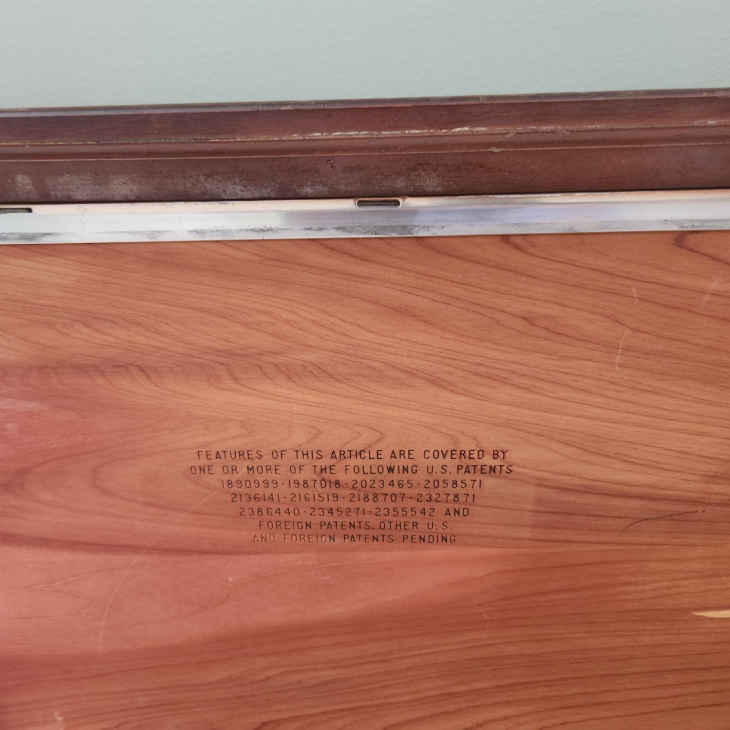 FEATURES OF THIS ARTICLE ARE COVERED BY
ONE OR MORE OF THE FOLLOWING U.S. PATENTS
1890999·1987018·2023465·2058571
2136141·2161519·2188707·2327871
2386440·2345271·2355542 AND
FOREIGN PATENTS. OTHER U.S.
AND FOREIGN PATENTS PENDING